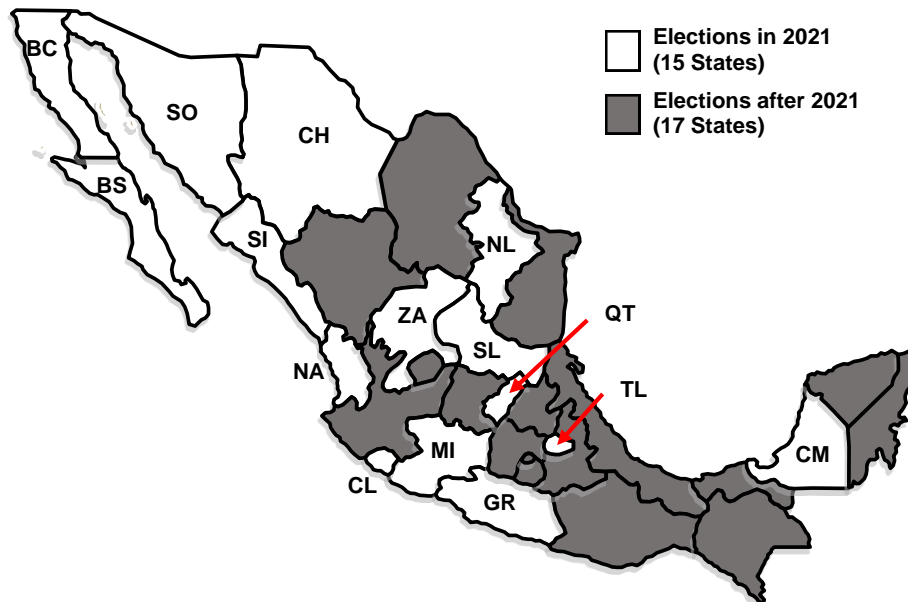 BC
Elections in 2021
(15 States)
Elections after 2021
(17 States)
SO
CH
BS
SI
NL
ZA
QT
SL
NA
TL
MI
CM
CL
GR